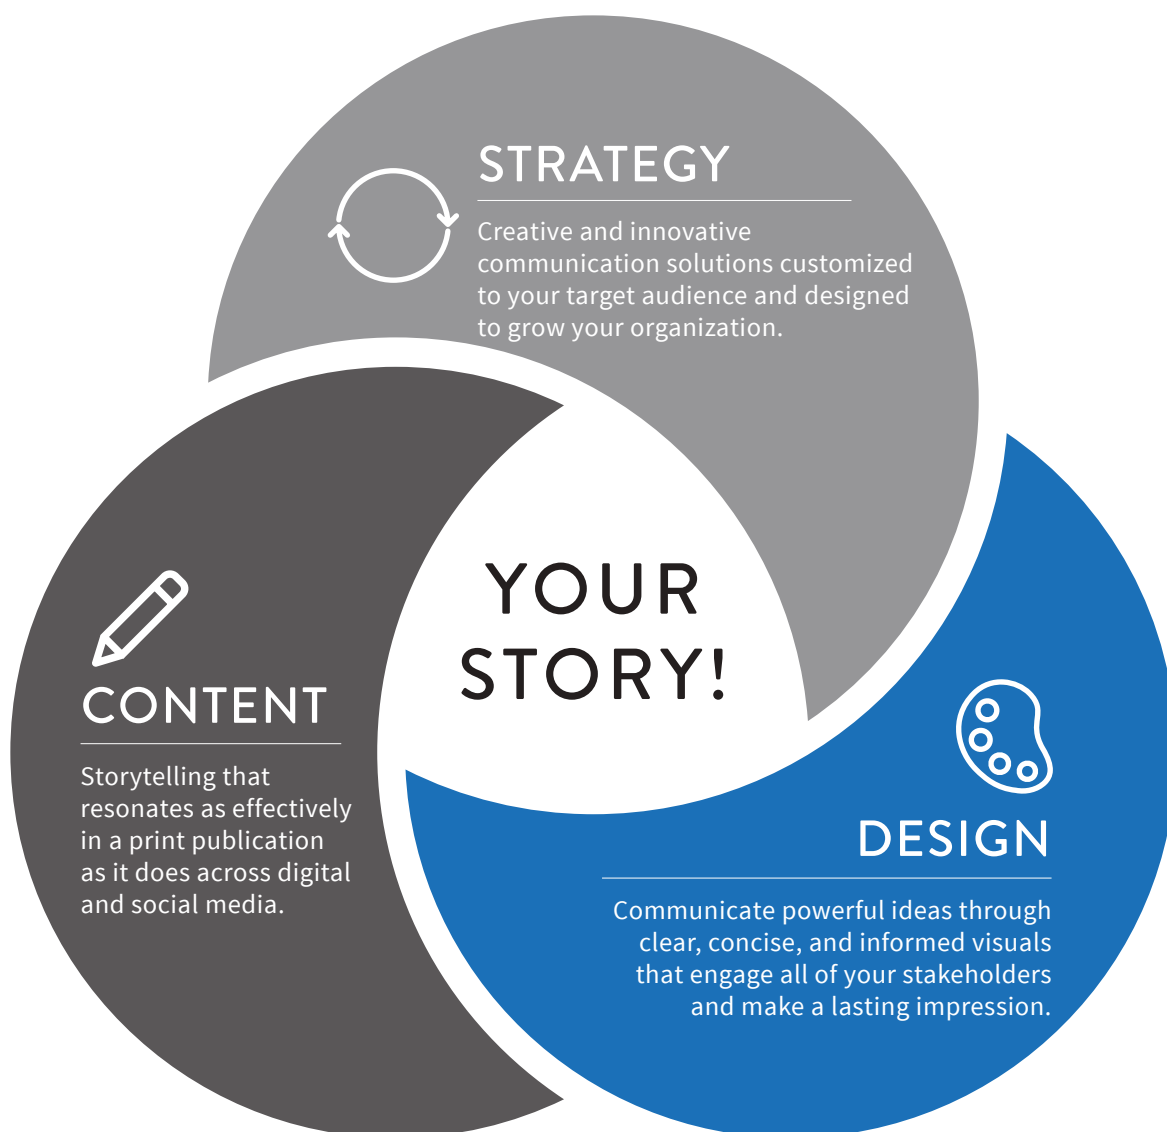 STRATEGY
Creative and innovative
communication solutions customized
to your target audience and designed
to grow your organization.
YOUR
STORY!
CONTENT
Storytelling that
resonates as effectively
in a print publication
as it does across digital
and social media.
DESIGN
Communicate powerful ideas through
clear, concise, and informed visuals
that engage all of your stakeholders
and make a lasting impression.